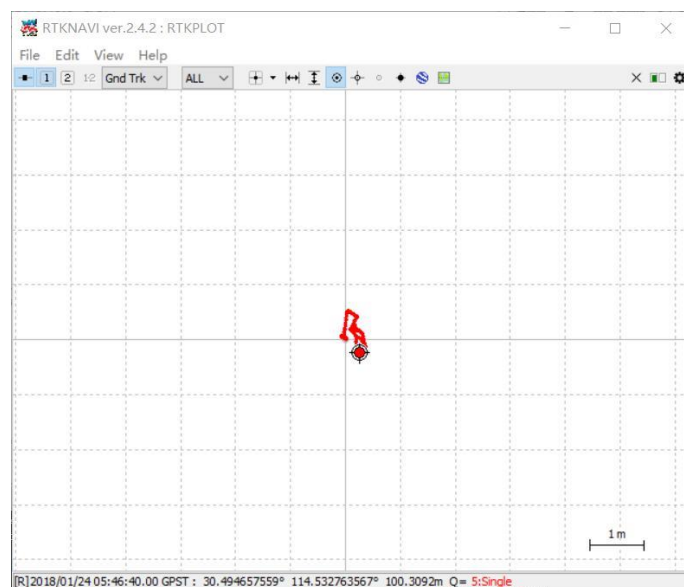 RTKNAVI ver.2.4.2 : RTKPLOT
File Edit View Help
1 2 1-2 Gnd Trk ALL
1 m
[R]2018/01/24 05:46:40.00 GPST : 30.494657559° 114.532763567° 100.3092m Q= 5:Single